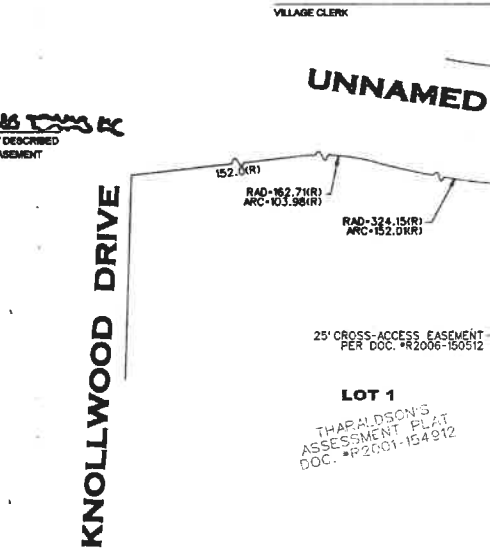 VILLAGE CLERK
UNNAMED
DESCRIBED
152.0(R)
RAD=162.71(R)
ARC=103.98(R)
RAD=324.15(R)
ARC=152.01(R)
KNOLLWOOD DRIVE
25' CROSS-ACCESS EASEMENT
PER DOC. #R2006-150512
LOT 1
THARALDSON'S
ASSESSMENT PLAT
DOC. #R2001-154912